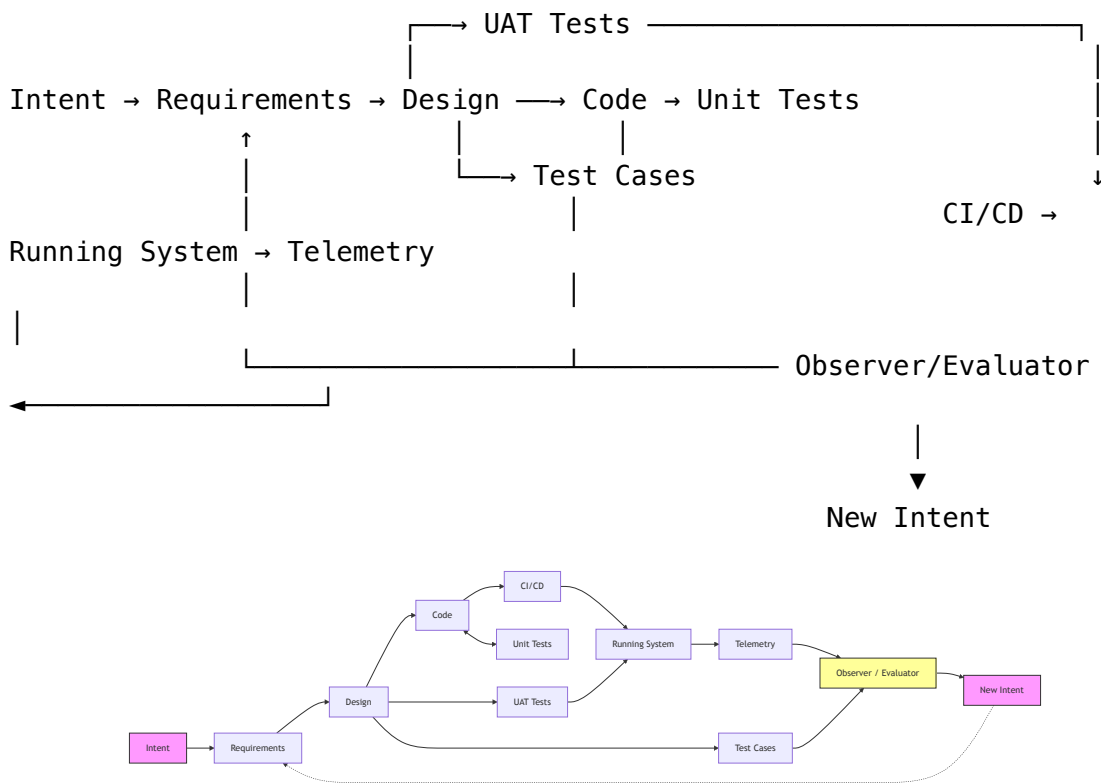 → UAT Tests
Intent → Requirements → Design → Code → Unit Tests
↑
→ Test Cases ↓
CI/CD →
Running System → Telemetry
Observer/Evaluator
◄
▼
New Intent
CI/CD
Code
Unit Tests
Running System
Telemetry
Observer / Evaluator
New Intent
Design
UAT Tests
Intent
Requirements
Test Cases